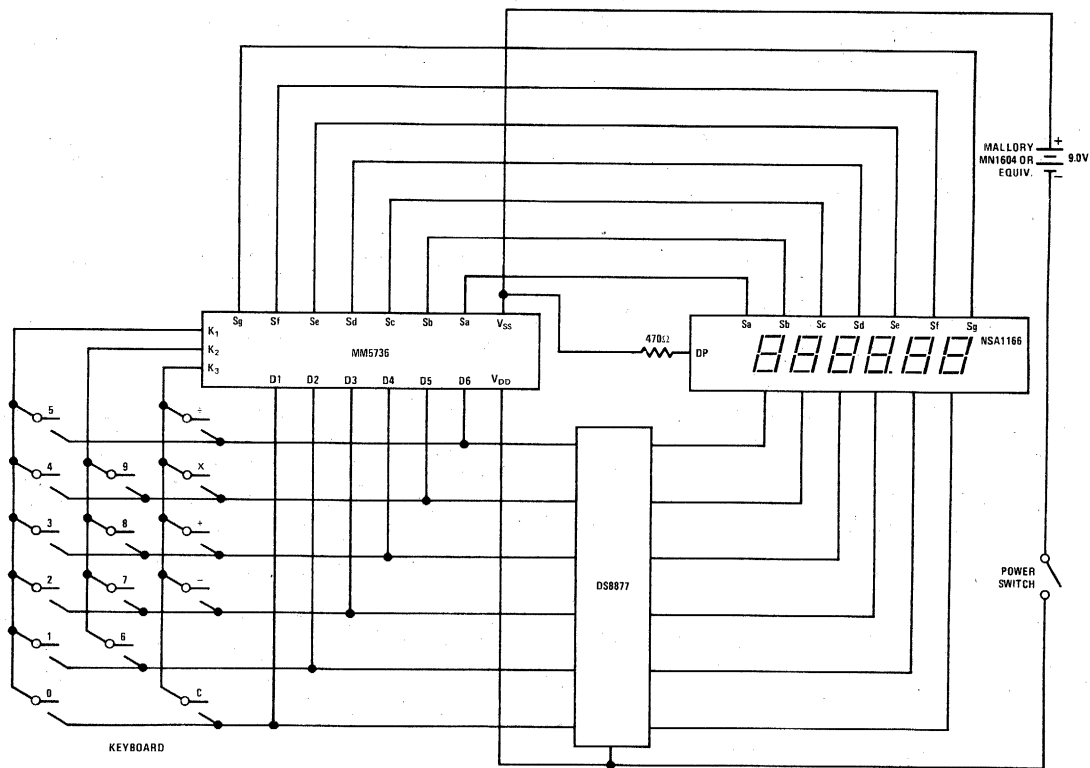 MALLORY
MN1604 OR
EQUIV.
+
−
9.0V
Sg Sf Se Sd Sc Sb Sa VSS
K1
K2
K3
MM5736
D1 D2 D3 D4 D5 D6 VDD
470Ω
Sa Sb Sc Sd Se Sf Sg
DP
8888.88
NSA1166
5 ÷
4 9 X
3 8 +
2 7 −
1 6
0 C
KEYBOARD
DS8877
POWER
SWITCH